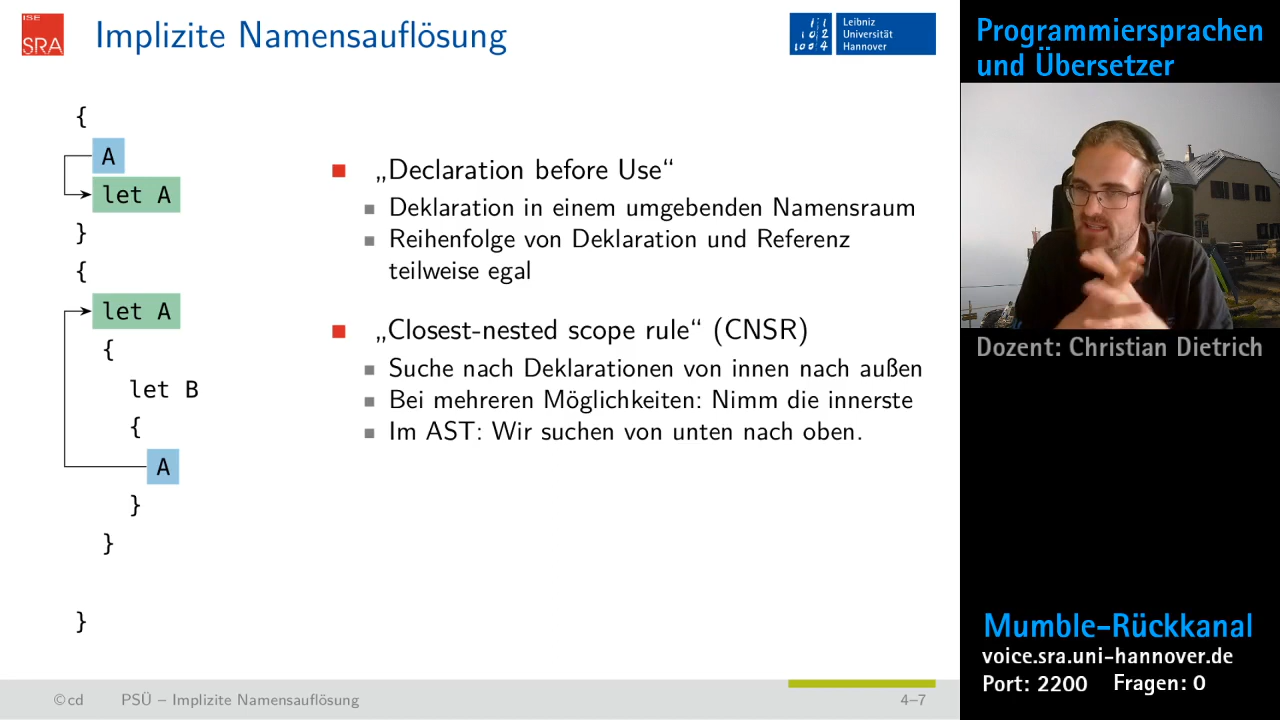 ISE
SRA
Implizite Namensauflösung
Leibniz
Universität
Hannover
{
A
let A
}
{
let A
{
let B
{
A
}
}
}
„Declaration before Use“
Deklaration in einem umgebenden Namensraum
Reihenfolge von Deklaration und Referenz
teilweise egal
„Closest-nested scope rule“ (CNSR)
Suche nach Deklarationen von innen nach außen
Bei mehreren Möglichkeiten: Nimm die innerste
Im AST: Wir suchen von unten nach oben.
©cd
PSÜ – Implizite Namensauflösung
4–7
Programmiersprachen
und Übersetzer
Dozent: Christian Dietrich
Mumble-Rückkanal
voice.sra.uni-hannover.de
Port: 2200 Fragen: 0